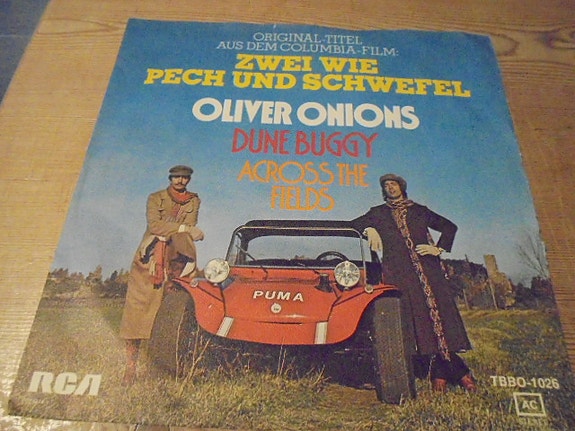 ORIGINAL-TITEL
AUS DEM COLUMBIA-FILM:
ZWEI WIE
PECH UND SCHWEFEL
OLIVER ONIONS
DUNE BUGGY
ACROSS THE
FIELDS
PUMA
RCA
TBBO-1026
AC